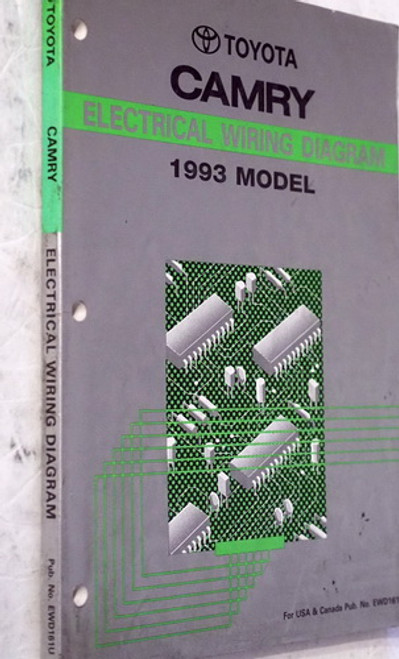 TOYOTA
CAMRY
ELECTRICAL WIRING DIAGRAM
1993 MODEL
For USA & Canada Pub. No. EWD161
TOYOTA
CAMRY
ELECTRICAL WIRING DIAGRAM
Pub. No. EWD161U